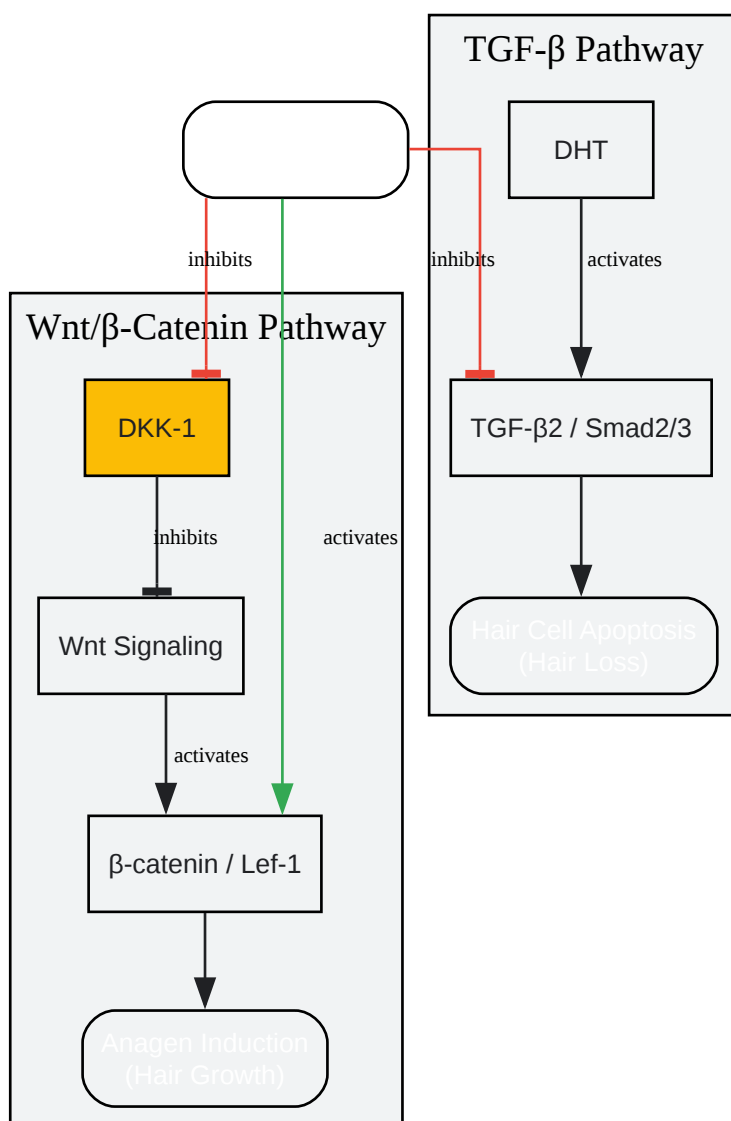 TGF-β Pathway
DHT
inhibits
inhibits
activates
Wnt/β-Catenin Pathway
DKK-1
TGF-β2 / Smad2/3
inhibits
activates
Hair Cell Apoptosis
(Hair Loss)
Wnt Signaling
activates
β-catenin / Lef-1
Anagen Induction
(Hair Growth)